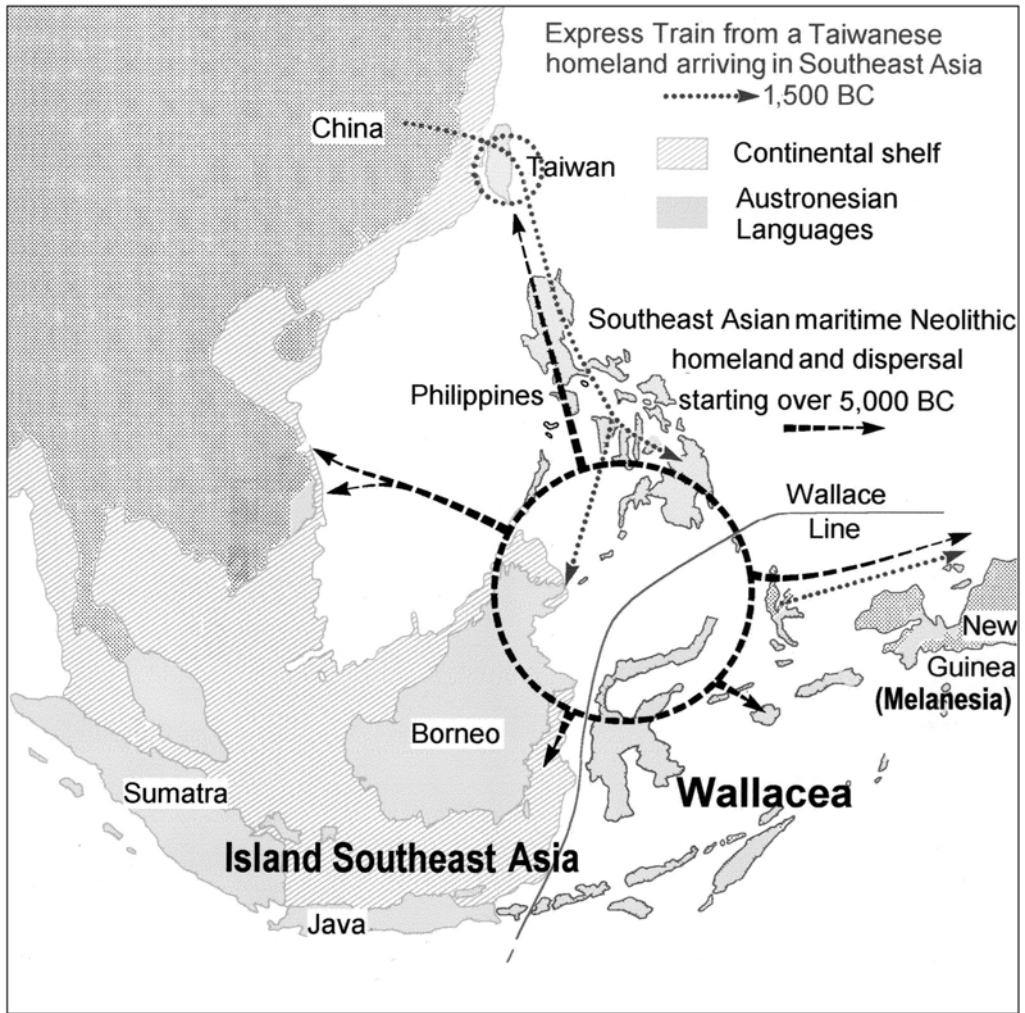 Express Train from a Taiwanese
homeland arriving in Southeast Asia
1,500 BC
China
Taiwan
Continental shelf
Austronesian
Languages
Southeast Asian maritime Neolithic
homeland and dispersal
starting over 5,000 BC
Philippines
Wallace
Line
New
Guinea
(Melanesia)
Borneo
Sumatra
Wallacea
Island Southeast Asia
Java